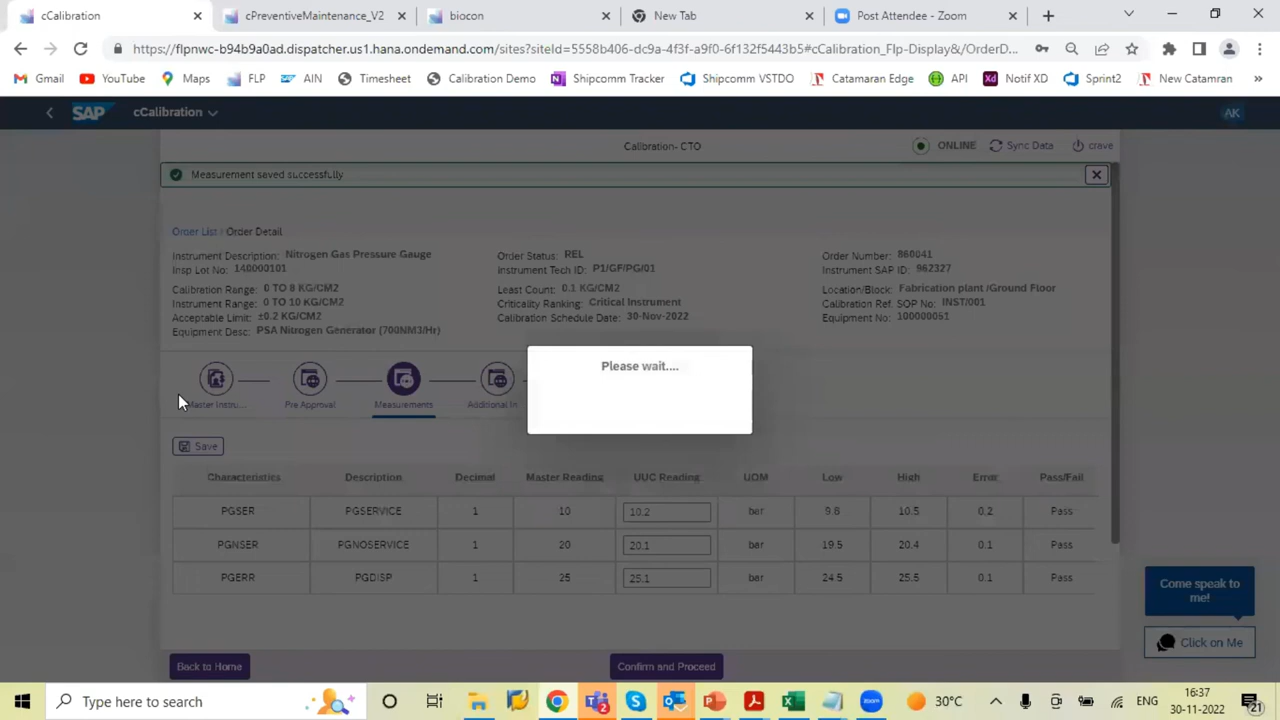 cCalibration
cPreventiveMaintenance_V2
biocon
New Tab
Post Attendee - Zoom
https://flpnwc-b94b9a0ad.dispatcher.us1.hana.ondemand.com/sites?siteId=5558b406-dc9a-4f3f-a9f0-6f132f5443b5#cCalibration_Flp-Display&/OrderD...
Gmail
YouTube
Maps
FLP
AIN
Timesheet
Calibration Demo
Shipcomm Tracker
Shipcomm VSTDO
Catamaran Edge
API
Notif XD
Sprint2
New Catamran
SAP
cCalibration
AK
Calibration- CTO
ONLINE
Sync Data
crave
Measurement saved successfully
Order List / Order Detail
Instrument Description: Nitrogen Gas Pressure Gauge
Insp Lot No: 140000101
Calibration Range: 0 TO 8 KG/CM2
Instrument Range: 0 TO 10 KG/CM2
Acceptable Limit: ±0.2 KG/CM2
Equipment Desc: PSA Nitrogen Generator (700NM3/Hr)
Order Status: REL
Instrument Tech ID: P1/GF/PG/01
Least Count: 0.1 KG/CM2
Criticality Ranking: Critical Instrument
Calibration Schedule Date: 30-Nov-2022
Order Number: 860041
Instrument SAP ID: 962327
Location/Block: Fabrication plant /Ground Floor
Calibration Ref. SOP No: INST/001
Equipment No: 100000051
Master Instru...
Pre Approval
Measurements
Additional In
Please wait....
Save
Characteristics Description Decimal Master Reading UUC Reading UOM Low High Error Pass/Fail
PGSER PGSERVICE 1 10 10.2 bar 9.8 10.5 0.2 Pass
PGNSER PGNOSERVICE 1 20 20.1 bar 19.5 20.4 0.1 Pass
PGERR PGDISP 1 25 25.1 bar 24.5 25.5 0.1 Pass
Come speak to
me!
Click on Me
Back to Home
Confirm and Proceed
Type here to search
30°C
ENG
16:37
30-11-2022
21